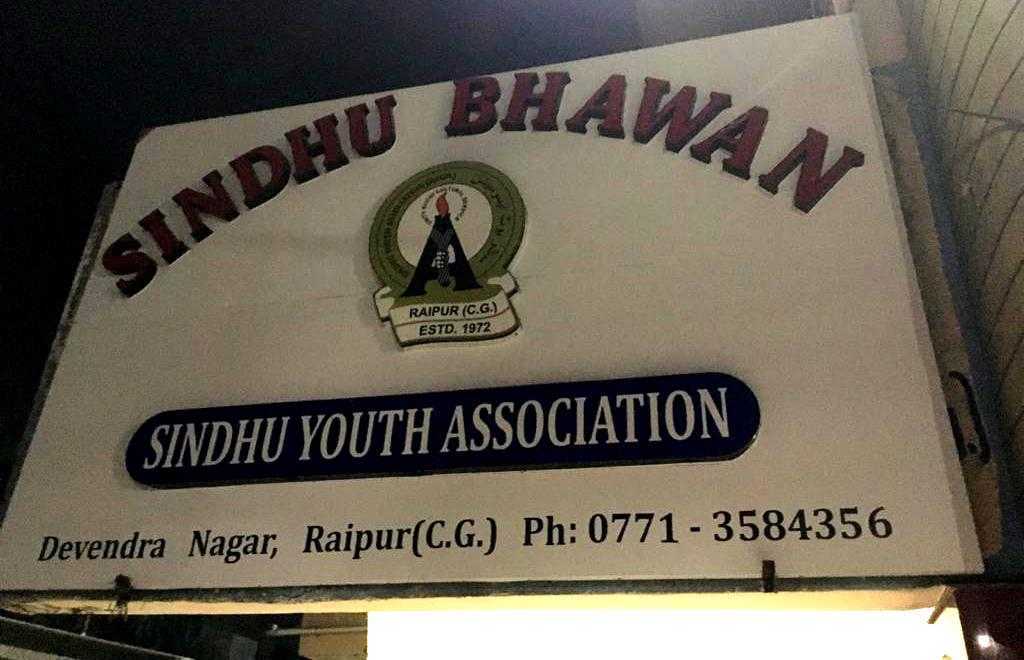 SINDHU BHAWAN
RAIPUR (C.G.)
ESTD. 1972
SINDHU YOUTH ASSOCIATION
Devendra Nagar, Raipur(C.G.) Ph: 0771 - 3584356